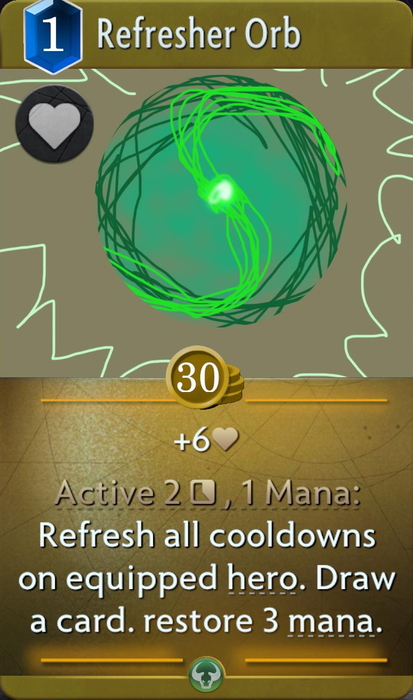 1 Refresher Orb
30
+6
Active 2 , 1 Mana:
Refresh all cooldowns
on equipped hero. Draw
a card. restore 3 mana.